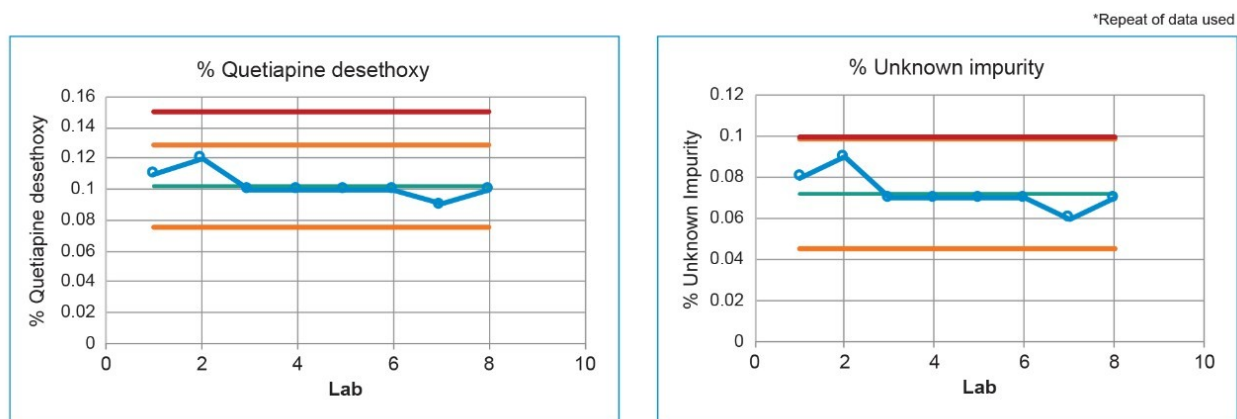 *Repeat of data used
% Quetiapine desethoxy
% Quetiapine desethoxy
0.16
0.14
0.12
0.1
0.08
0.06
0.04
0.02
0
0 2 4 6 8 10
Lab
% Unknown impurity
% Unknown Impurity
0.12
0.1
0.08
0.06
0.04
0.02
0
0 2 4 6 8 10
Lab